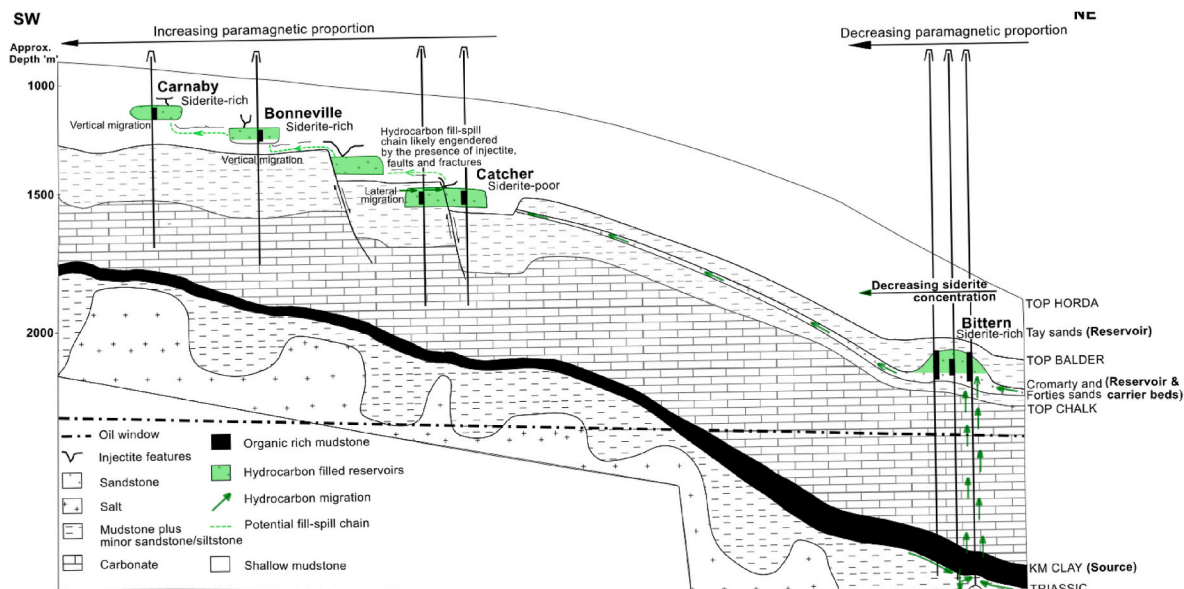 SW
NE
Increasing paramagnetic proportion
Decreasing paramagnetic proportion
Approx.
Depth 'm'
1000
1500
2000
Carnaby
Siderite-rich
Vertical migration
Bonneville
Siderite-rich
Vertical migration
Hydrocarbon fill-spill
chain likely engendered
by the presence of injectite,
faults and fractures
Catcher
Siderite-poor
Lateral
migration
Decreasing siderite
concentration
Bittern
Siderite-rich
TOP HORDA
Tay sands (Reservoir)
TOP BALDER
Cromarty and (Reservoir &
Forties sands carrier beds)
TOP CHALK
KM CLAY (Source)
TRIASSIC
Oil window
Injectite features
Sandstone
Salt
Mudstone plus
minor sandstone/siltstone
Carbonate
Organic rich mudstone
Hydrocarbon filled reservoirs
Hydrocarbon migration
Potential fill-spill chain
Shallow mudstone